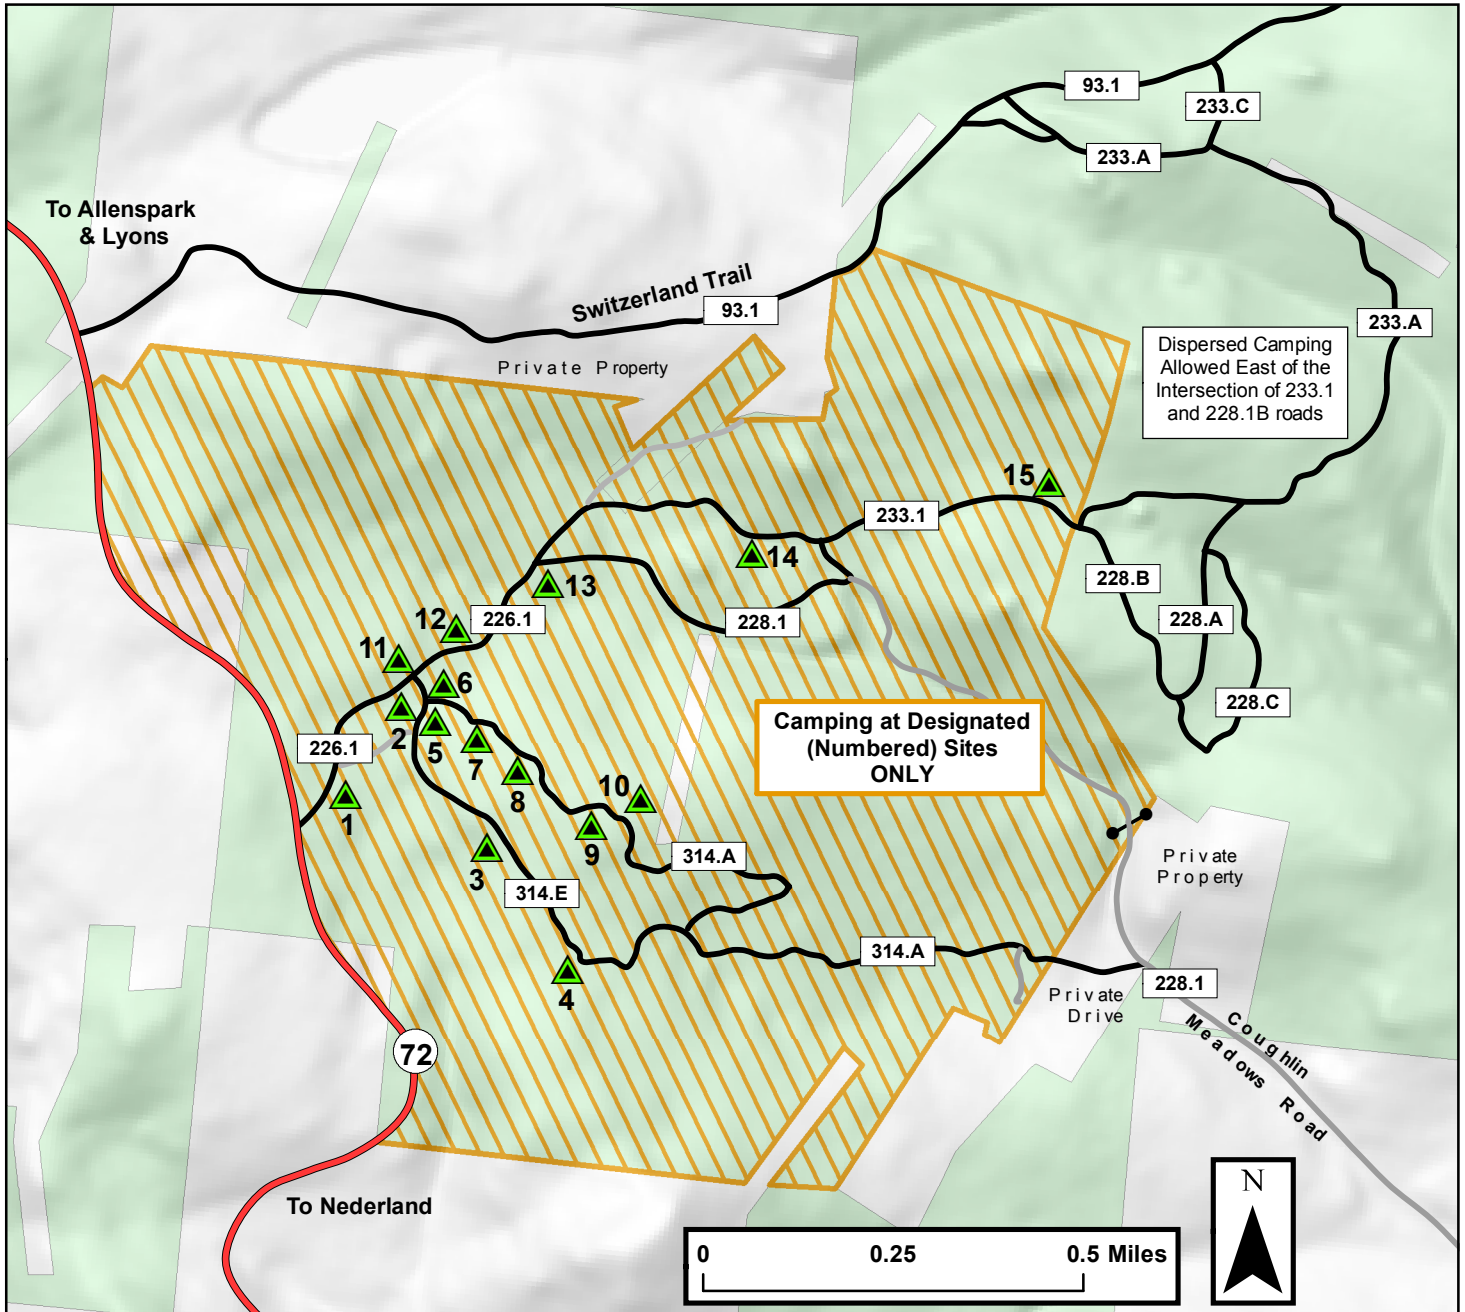 93.1
233.C
233.A
To Allenspark
& Lyons
Switzerland Trail
93.1
233.A
Private Property
Dispersed Camping
Allowed East of the
Intersection of 233.1
and 228.1B roads
15
233.1
14
13
228.B
12
226.1
228.1
228.A
11
6
2
5
7
226.1
8
10
1
9
3
228.C
Camping at Designated
(Numbered) Sites
ONLY
314.A
314.E
Private
Property
4
314.A
Private
Drive
228.1
Coughlin
Meadows Road
72
To Nederland
N
0 0.25 0.5 Miles